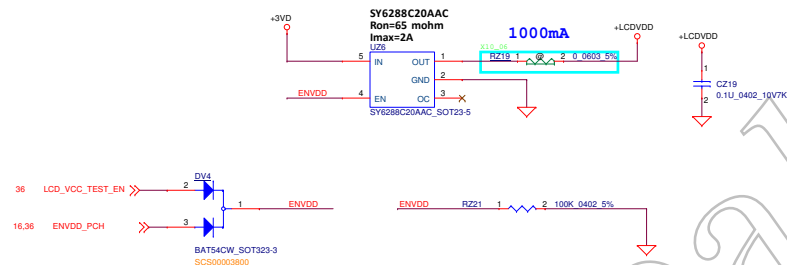 SY6288C20AAC
Ron=65 mohm
Imax=2A
+3VD
1000mA
+LCDVDD
+LCDVDD
X10_06
UZ6
5 IN OUT 1
RZ19 1 @ 2 0_0603_5%
GND 2
ENVDD 4 EN OC 3
SY6288C20AAC_SOT23-5
1
CZ19
0.1U_0402_10V7K
2
DV4
36 LCD_VCC_TEST_EN 2
1 ENVDD
ENVDD RZ21 1 2 100K_0402_5%
16,36 ENVDD_PCH 3
BAT54CW_SOT323-3
SCS00003800